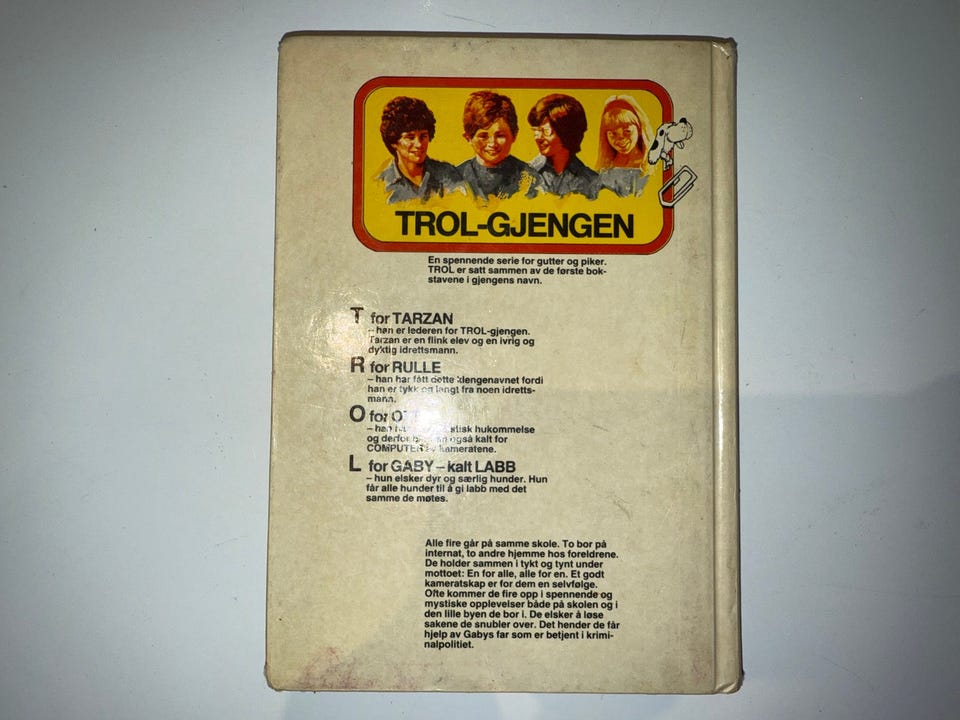 TROL-GJENGEN
En spennende serie for gutter og piker.
TROL er satt sammen av de første bok-
stavene i gjengens navn.
T for TARZAN
– han er lederen for TROL-gjengen.
Tarzan er en flink elev og en ivrig og
dyktig idrettsmann.
R for RULLE
– han har fått dette klengenavnet fordi
han er tykk og langt fra noen idretts-
mann.
O for
– han hukommelse
og derfor også kalt for
COMPUTER av kameratene.
L for GABY – kalt LABB
– hun elsker dyr og særlig hunder. Hun
får alle hunder til å gi labb med det
samme de møtes.
Alle fire går på samme skole. To bor på
internat, to andre hjemme hos foreldrene.
De holder sammen i tykt og tynt under
mottoet: En for alle, alle for en. Et godt
kameratskap er for dem en selvfølge.
Ofte kommer de fire opp i spennende og
mystiske opplevelser både på skolen og i
den lille byen de bor i. De elsker å løse
sakene de snubler over. Det hender de får
hjelp av Gabys far som er betjent i krimi-
nalpolitiet.